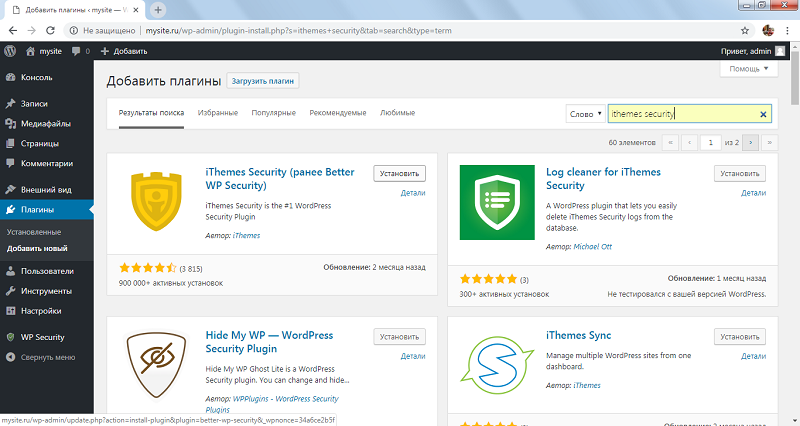 Добавить плагины ‹ mysite — W
Не защищено mysite.ru/wp-admin/plugin-install.php?s=ithemes+security&tab=search&type=term
mysite 0 + Добавить Привет, admin
Помощь
Консоль
Записи
Медиафайлы
Страницы
Комментарии
Внешний вид
Плагины
Установленные
Добавить новый
Пользователи
Инструменты
Настройки
WP Security
Свернуть меню
Добавить плагины Загрузить плагин
Результаты поиска Избранные Популярные Рекомендуемые Любимые Слово ithemes security
60 элементов « ‹ 1 из 2 › »
iThemes Security (ранее Better
WP Security)
Установить
Детали
iThemes Security is the #1 WordPress
Security Plugin
Автор: iThemes
(3 815)
Обновление: 2 месяца назад
900 000+ активных установок
Log cleaner for iThemes
Security
Установить
Детали
A WordPress plugin that lets you easily
delete iThemes Security logs from the
database.
Автор: Michael Ott
(3)
Обновление: 1 месяц назад
300+ активных установок
Не тестировался с вашей версией WordPress.
Hide My WP — WordPress
Security Plugin
Установить
Детали
Hide My WP Ghost Lite is a WordPress
Security plugin. You can change and hide...
Автор: WPPlugins - WordPress Security
Plugins
iThemes Sync
Установить
Детали
Manage multiple WordPress sites from one
dashboard.
Автор: iThemes
mysite.ru/wp-admin/update.php?action=install-plugin&plugin=better-wp-security&_wpnonce=34a6ce2b5f